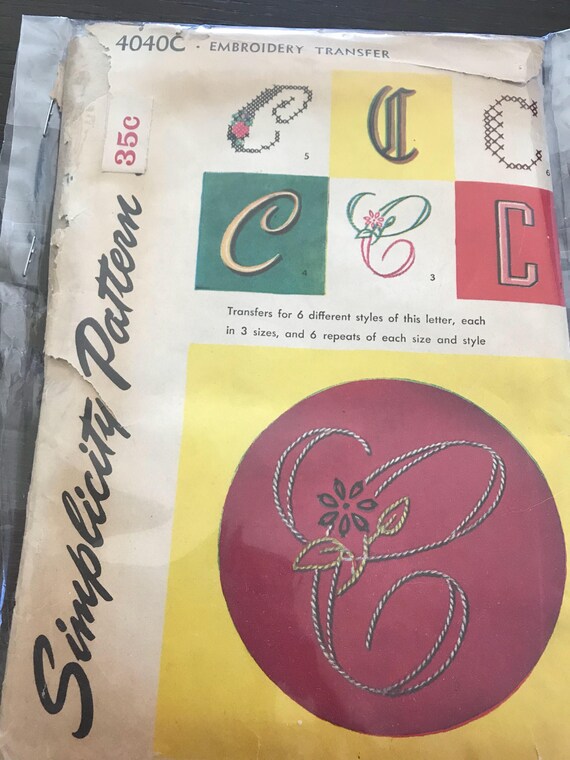 4040C · EMBROIDERY TRANSFER
35c
Simplicity Pattern
C
C
C
5
6
C
C
C
4
3
Transfers for 6 different styles of this letter, each
in 3 sizes, and 6 repeats of each size and style
C